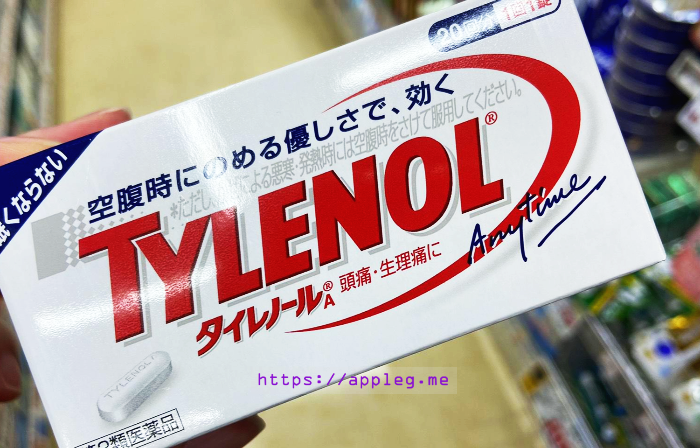 20回分 1回1錠
眠くならない
空腹時にのめる優しさで、効く
*ただし、かぜによる悪寒・発熱時には空腹時をさけて服用してください。
TYLENOL®
Anytime
タイレノール®A 頭痛・生理痛に
TYLENOL
https://appleg.me
第2類医薬品